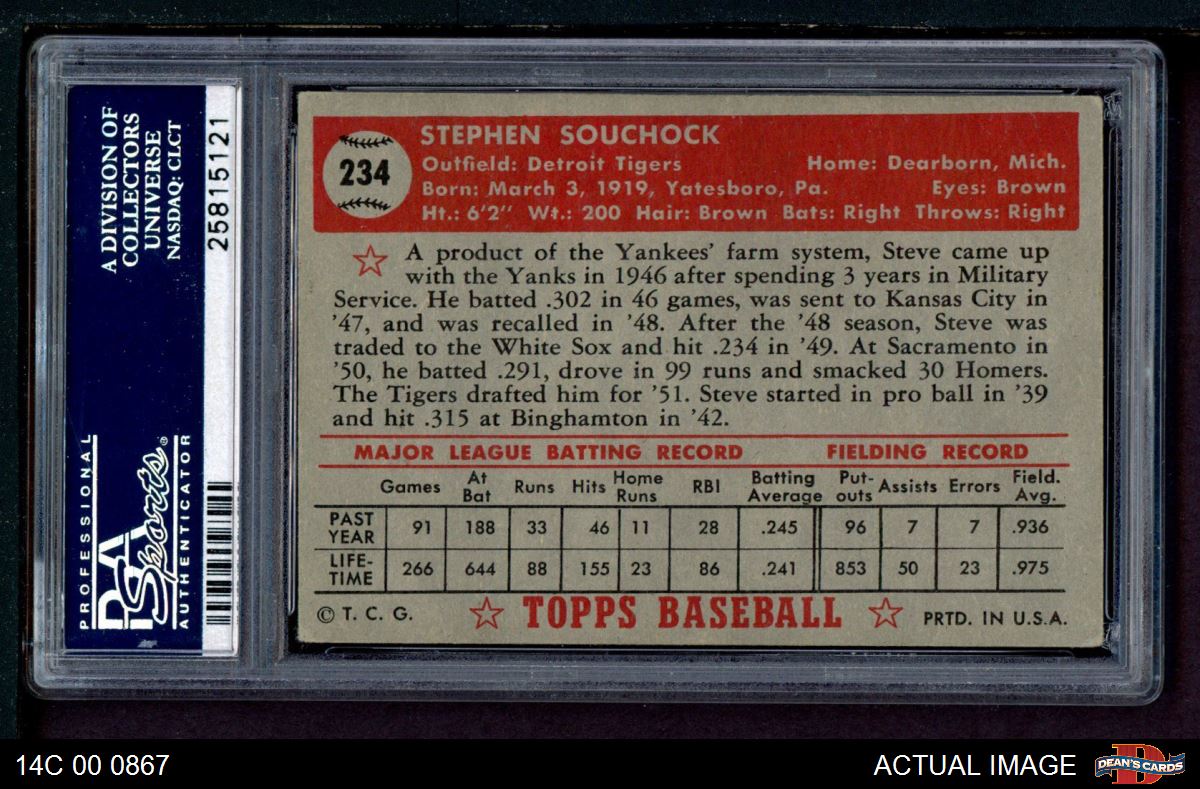 A DIVISION OF
COLLECTORS
UNIVERSE
NASDAQ: CLCT
25815121
PROFESSIONAL
PSA
Sports®
AUTHENTICATOR
234
STEPHEN SOUCHOCK
Outfield: Detroit Tigers Home: Dearborn, Mich.
Born: March 3, 1919, Yatesboro, Pa. Eyes: Brown
Ht.: 6'2" Wt.: 200 Hair: Brown Bats: Right Throws: Right
A product of the Yankees' farm system, Steve came up
with the Yanks in 1946 after spending 3 years in Military
Service. He batted .302 in 46 games, was sent to Kansas City in
'47, and was recalled in '48. After the '48 season, Steve was
traded to the White Sox and hit .234 in '49. At Sacramento in
'50, he batted .291, drove in 99 runs and smacked 30 Homers.
The Tigers drafted him for '51. Steve started in pro ball in '39
and hit .315 at Binghamton in '42.
MAJOR LEAGUE BATTING RECORD FIELDING RECORD
Games At Bat Runs Hits Home Runs RBI Batting Average Put-outs Assists Errors Field. Avg.
PAST YEAR 91 188 33 46 11 28 .245 96 7 7 .936
LIFE-TIME 266 644 88 155 23 86 .241 853 50 23 .975
© T. C. G. TOPPS BASEBALL PRTD. IN U.S.A.
14C 00 0867 ACTUAL IMAGE DEAN'S CARDS